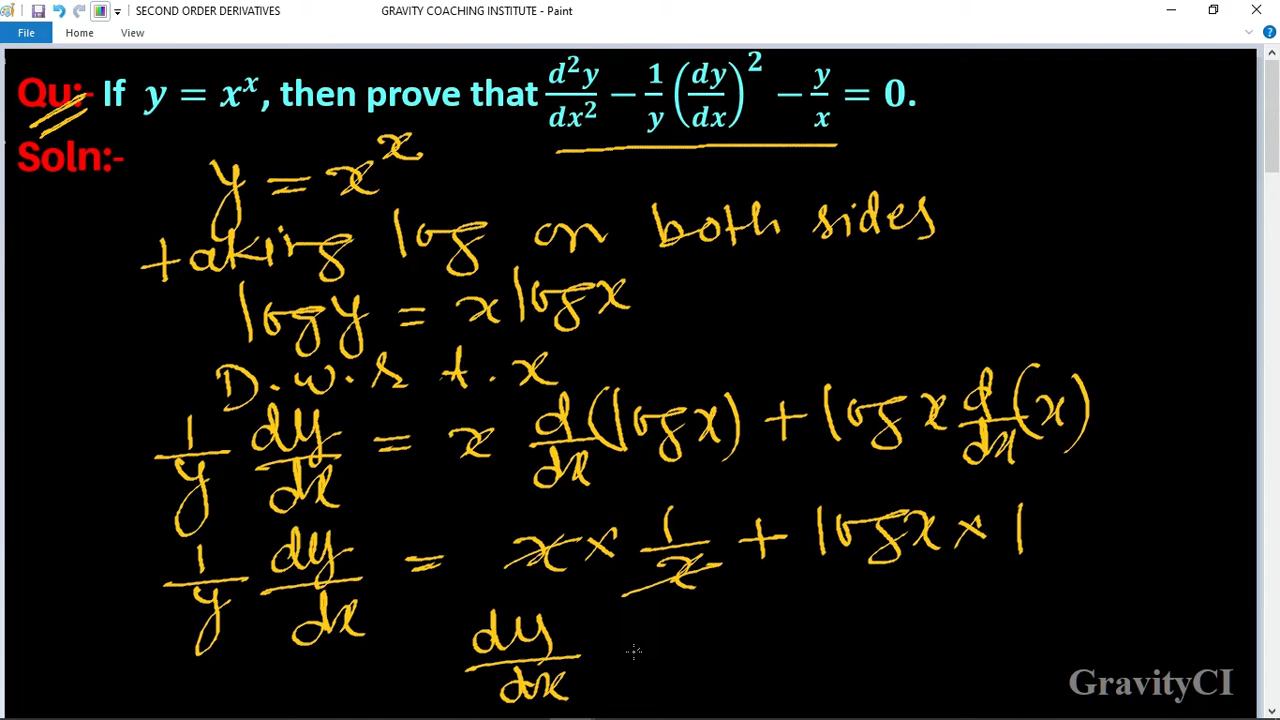 SECOND ORDER DERIVATIVES GRAVITY COACHING INSTITUTE - Paint
File Home View
Qu:- If y = xˣ, then prove that d²y/dx² − 1/y (dy/dx)² − y/x = 0.
Soln:-
y = xˣ
taking log on both sides
log y = x log x
D.w.r.t.x
1/y dy/dx = x d/dx (log x) + log x d/dx (x)
1/y dy/dx = x × 1/x + log x × 1
dy/dx
GravityCI